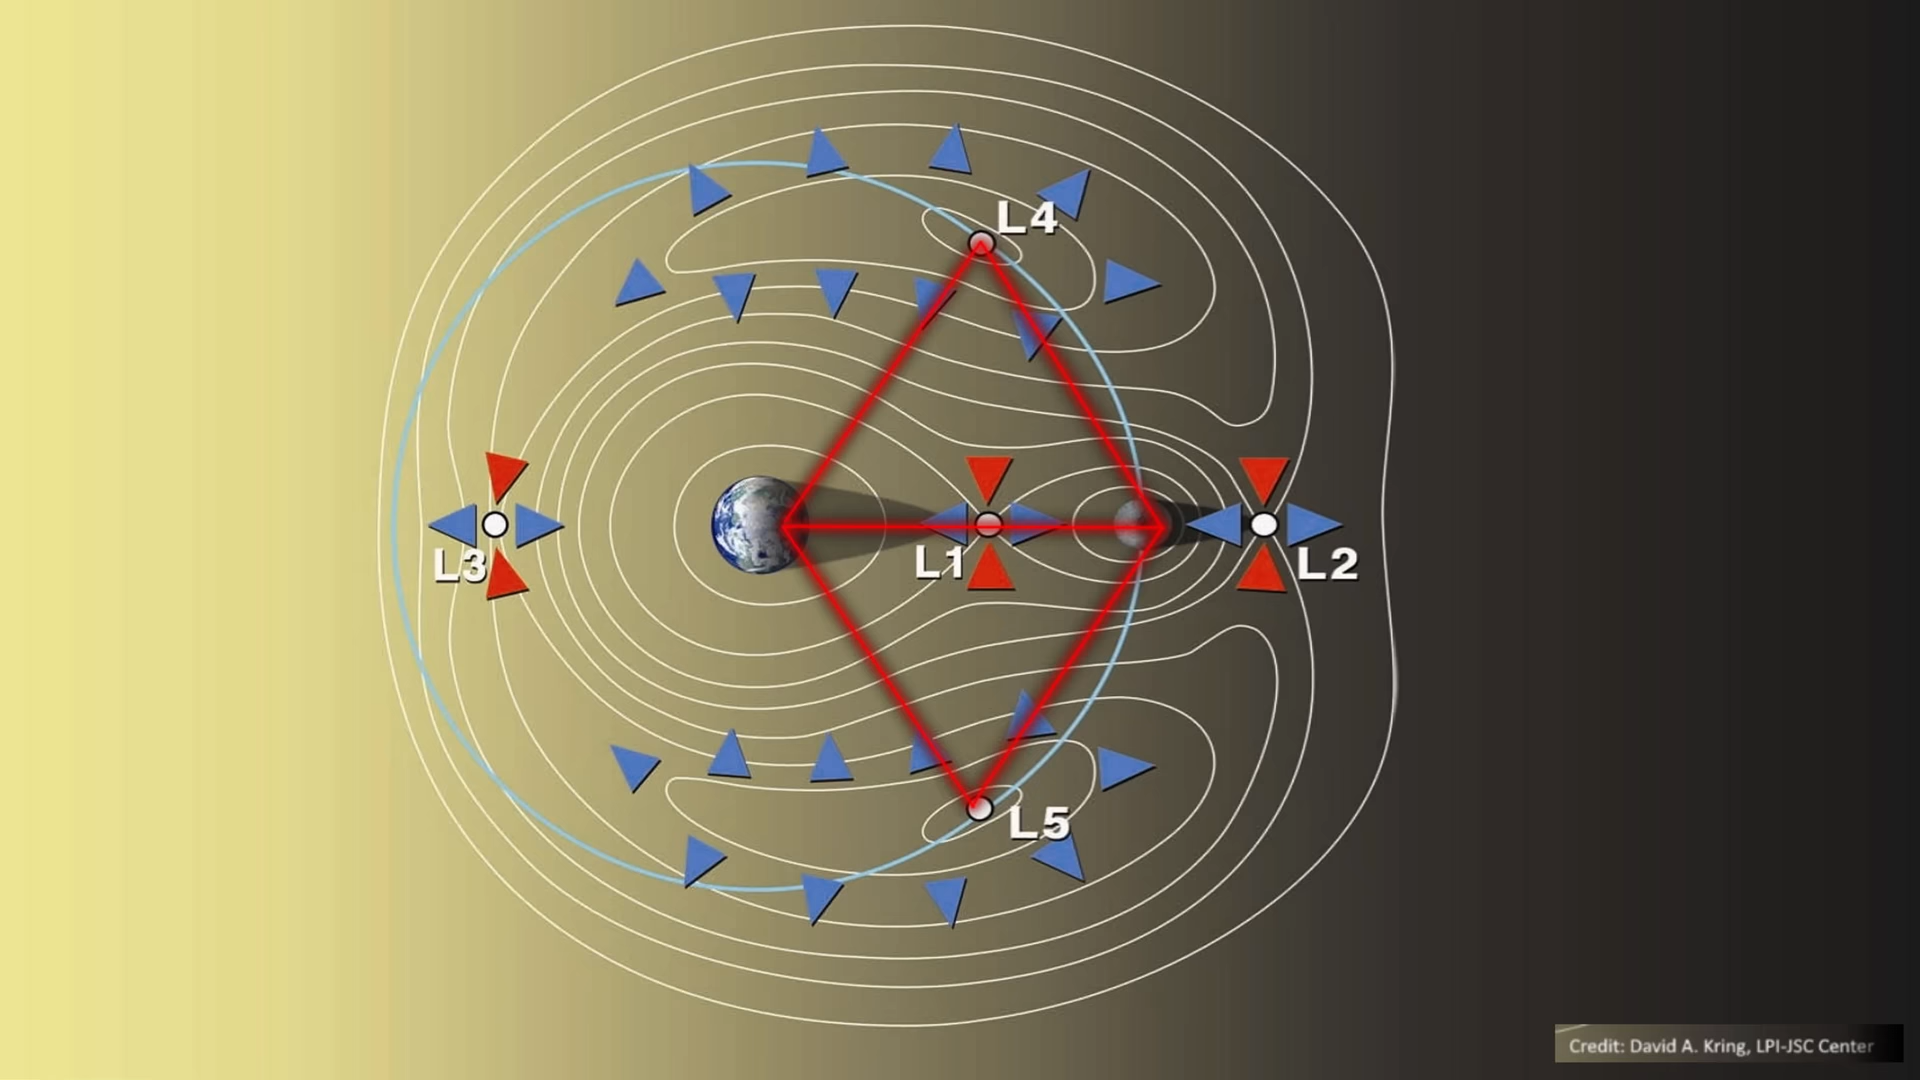 L4
L3
L1
L2
L5
Credit: David A. Kring, LPI-JSC Center